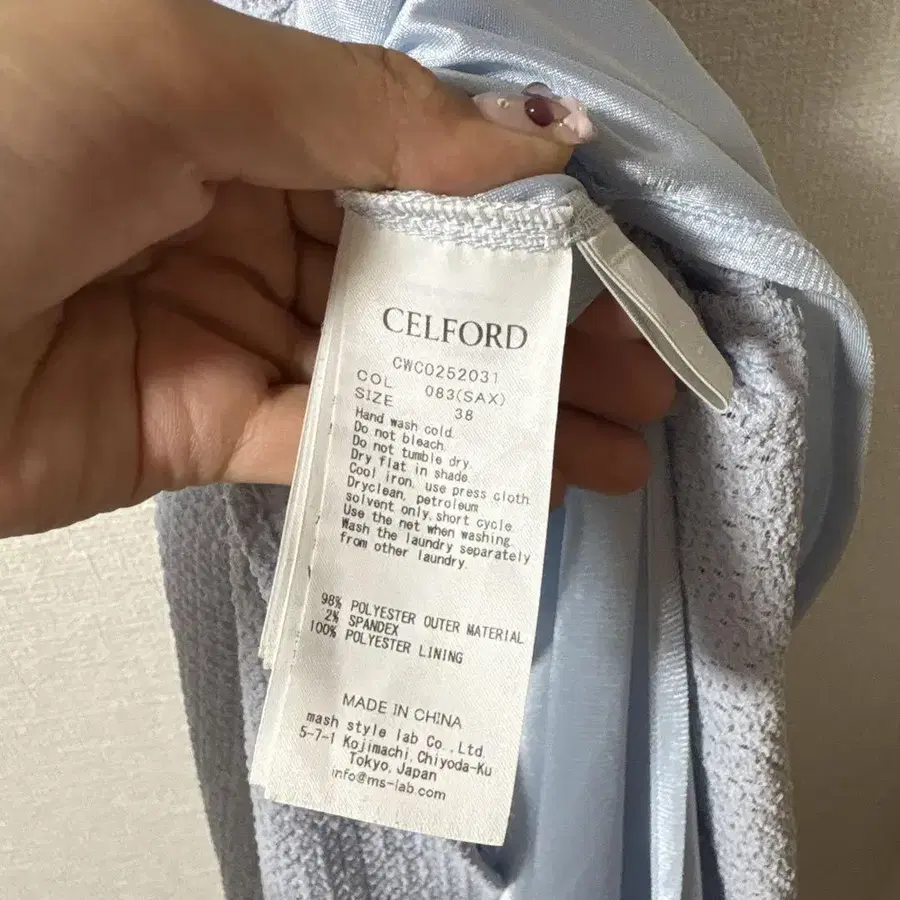 CELFORD
CWC0252031
COL 083(SAX)
SIZE 38
Hand wash cold.
Do not bleach.
Do not tumble dry.
Dry flat in shade.
Cool iron, use press cloth.
Dryclean, petroleum
solvent only, short cycle.
Use the net when washing.
Wash the laundry separately
from other laundry.
98% POLYESTER OUTER MATERIAL
2% SPANDEX
100% POLYESTER LINING
MADE IN CHINA
mash style lab Co.,Ltd.
5-7-1 Kojimachi,Chiyoda-Ku
Tokyo,Japan
info@ms-lab.com